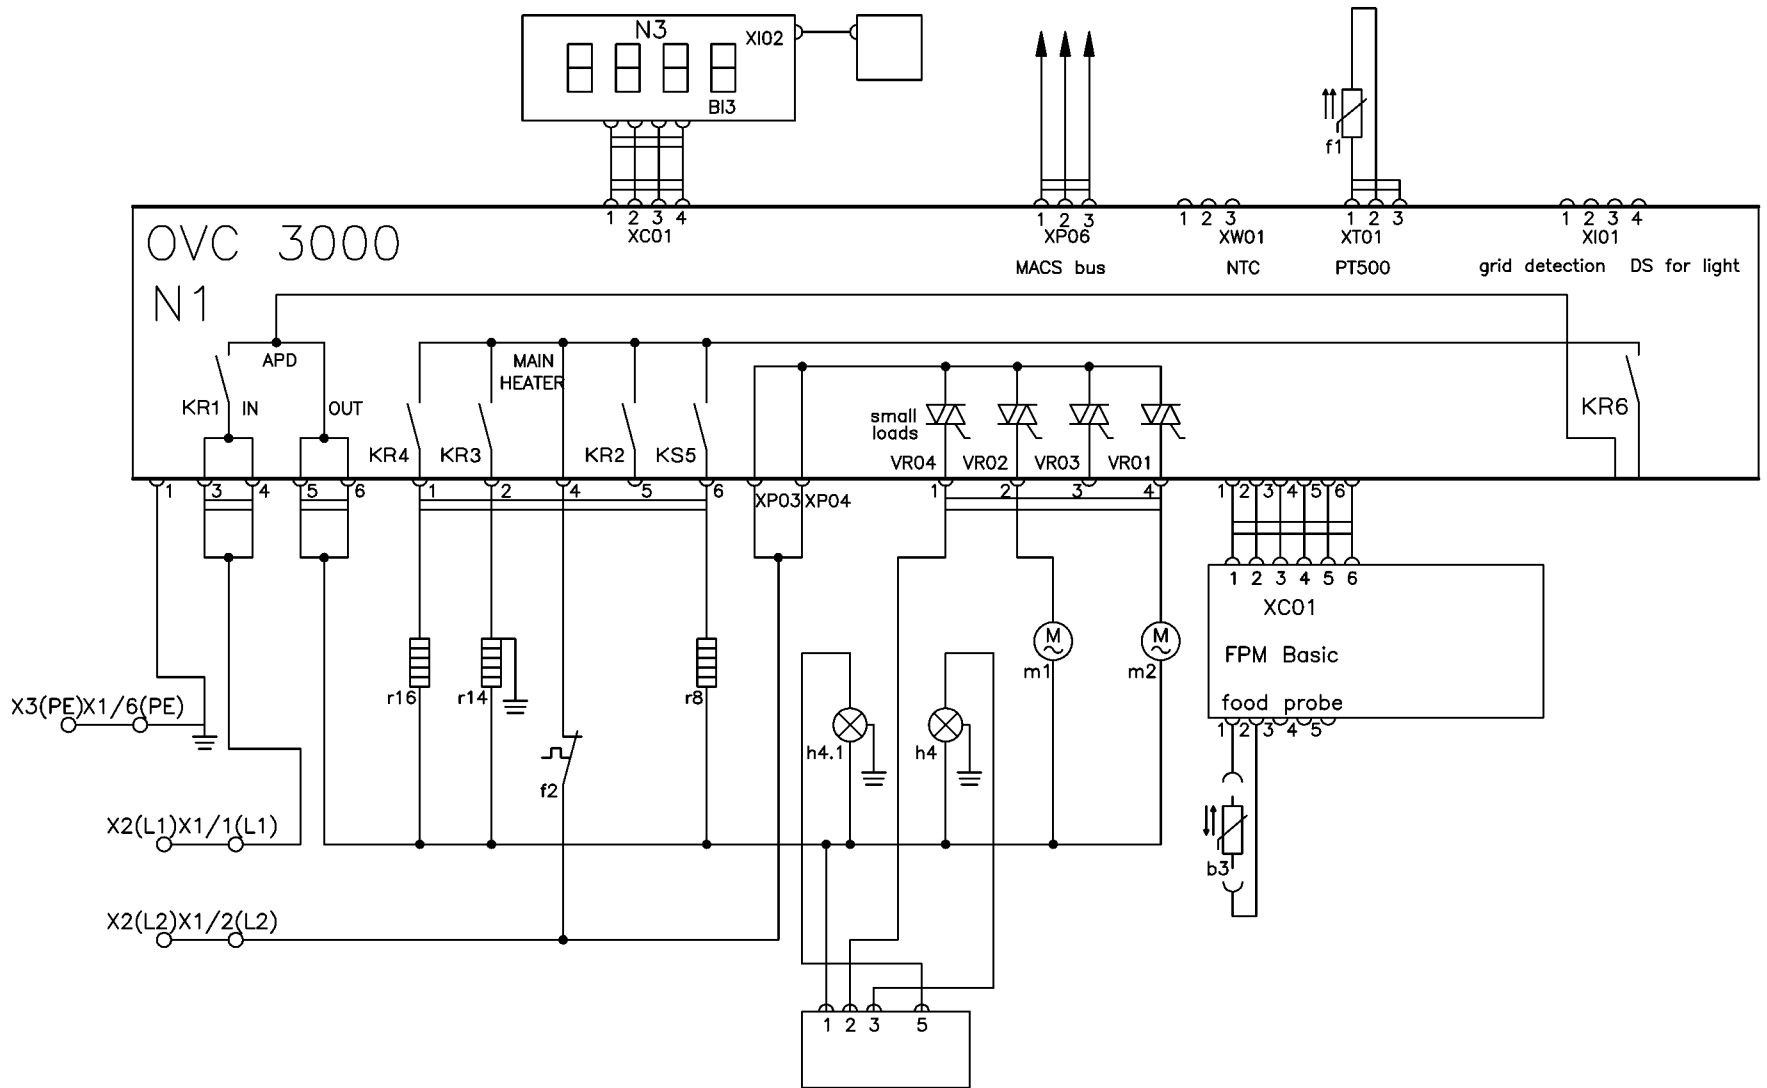 N3
XI02
BI3
f1
1 2 3 4
XC01
1 2 3
XP06
MACS bus
1 2 3
XW01
NTC
1 2 3
XT01
PT500
1 2 3 4
XI01
grid detection DS for light
OVC 3000
N1
APD
KR1 IN
OUT
MAIN
HEATER
KR4
KR3
KR2
KS5
small
loads
VR04
VR02
VR03
VR01
KR6
1 3 4 5 6
1 2 4 5 6
XP03 XP04
1 2 3 4
1 2 3 4 5 6
1 2 3 4 5 6
XC01
FPM Basic
food probe
1 2 3 4 5
r16
r14
r8
m1
m2
X3(PE)X1/6(PE)
h4.1
h4
f2
X2(L1)X1/1(L1)
b3
X2(L2)X1/2(L2)
1 2 3 5